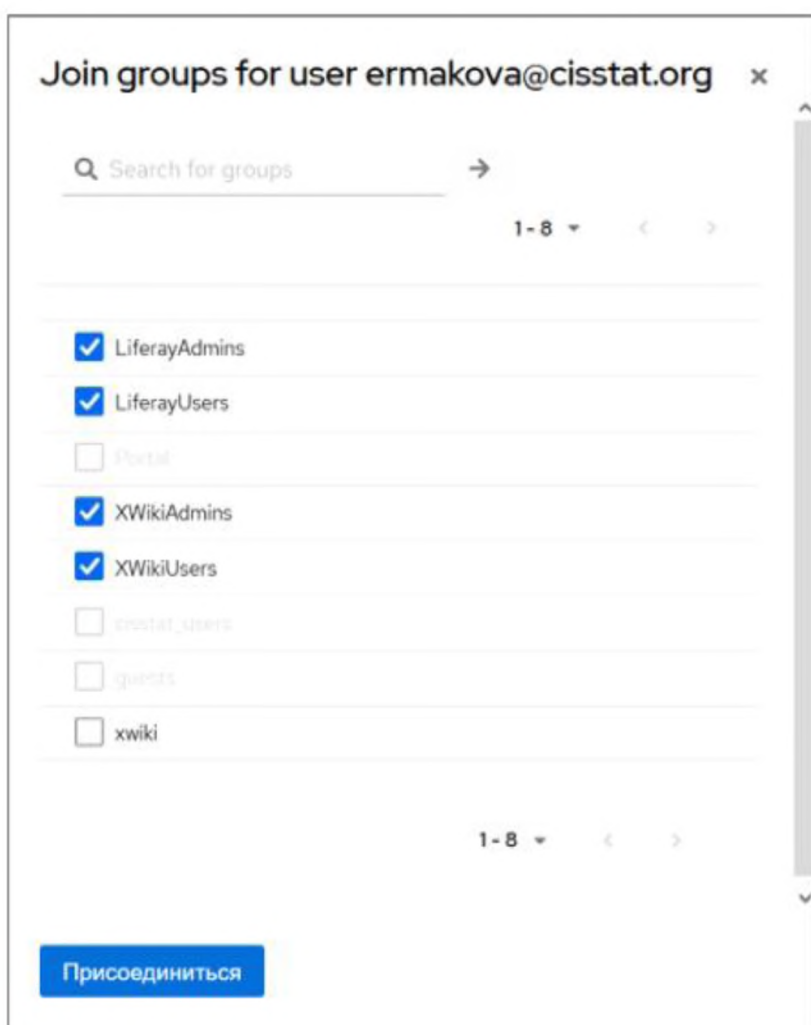 Join groups for user ermakova@cisstat.org ×
Search for groups
1 - 8
LiferayAdmins
LiferayUsers
Portal
XWikiAdmins
XWikiUsers
cisstat_users
guests
xwiki
1 - 8
Присоединиться